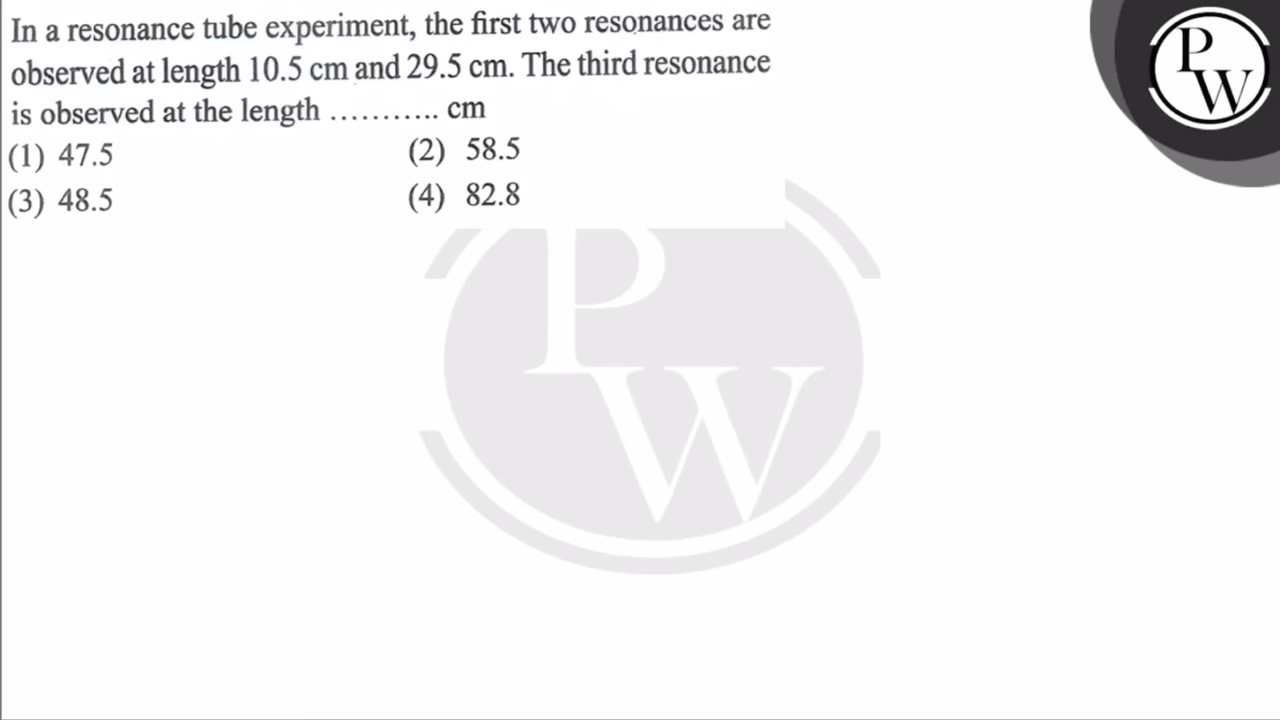 In a resonance tube experiment, the first two resonances are
observed at length 10.5 cm and 29.5 cm. The third resonance
is observed at the length ........... cm
(1) 47.5 (2) 58.5
(3) 48.5 (4) 82.8
PW
PW